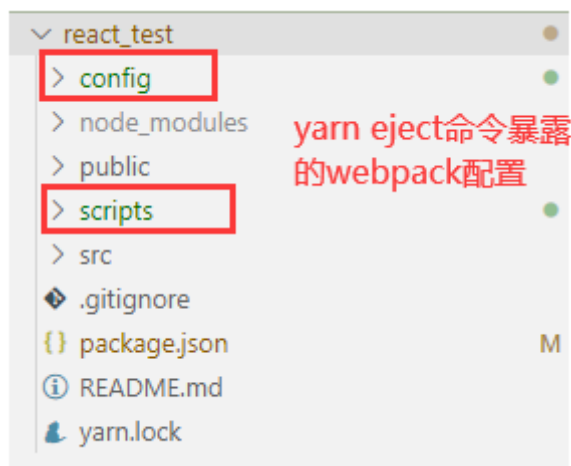 react_test
config
node_modules
yarn eject命令暴露
的webpack配置
public
scripts
src
.gitignore
package.json M
README.md
yarn.lock